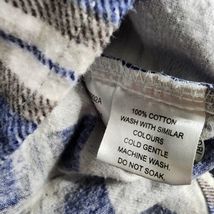 100% COTTON
WASH WITH SIMILAR
COLOURS
COLD GENTLE
MACHINE WASH.
DO NOT SOAK.